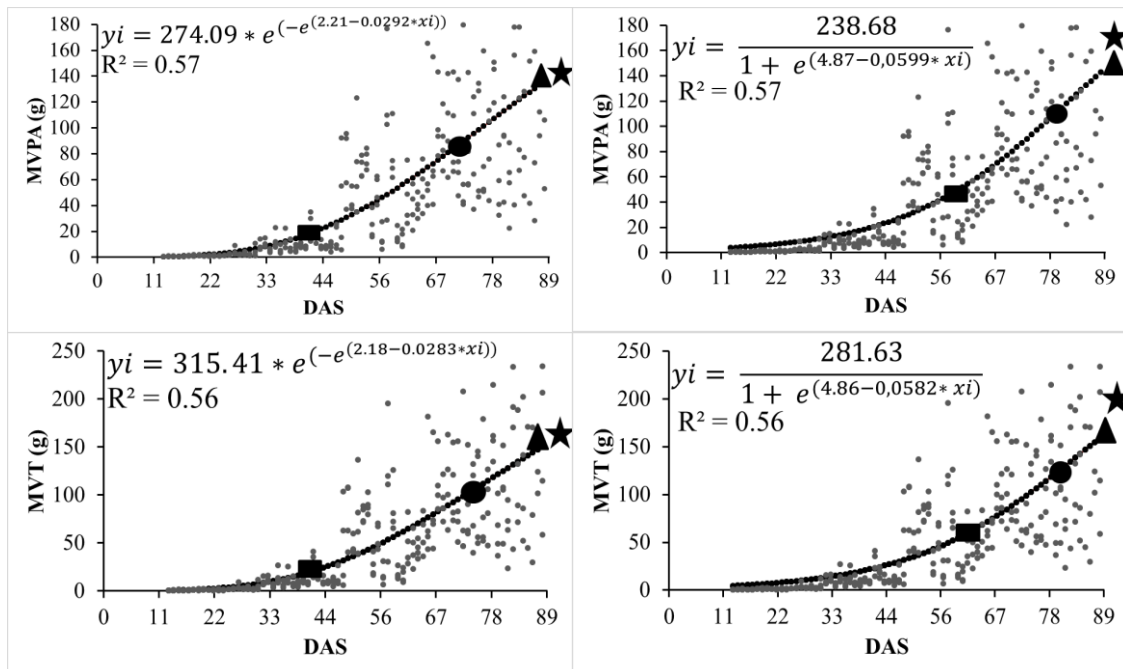 yi = 274.09 * e^(−e^(2.21−0.0292*xi))
R² = 0.57
180
160
140
120
100
80
60
40
20
0
MVPA (g)
0 11 22 33 44 56 67 78 89
DAS
yi = 238.68 / 1 + e^(4.87−0,0599* xi)
R² = 0.57
180
160
140
120
100
80
60
40
20
0
MVPA (g)
0 11 22 33 44 56 67 78 89
DAS
yi = 315.41 * e^(−e^(2.18−0.0283*xi))
R² = 0.56
250
200
150
100
50
0
MVT (g)
0 11 22 33 44 56 67 78 89
DAS
yi = 281.63 / 1 + e^(4.86−0,0582* xi)
R² = 0.56
250
200
150
100
50
0
MVT (g)
0 11 22 33 44 56 67 78 89
DAS